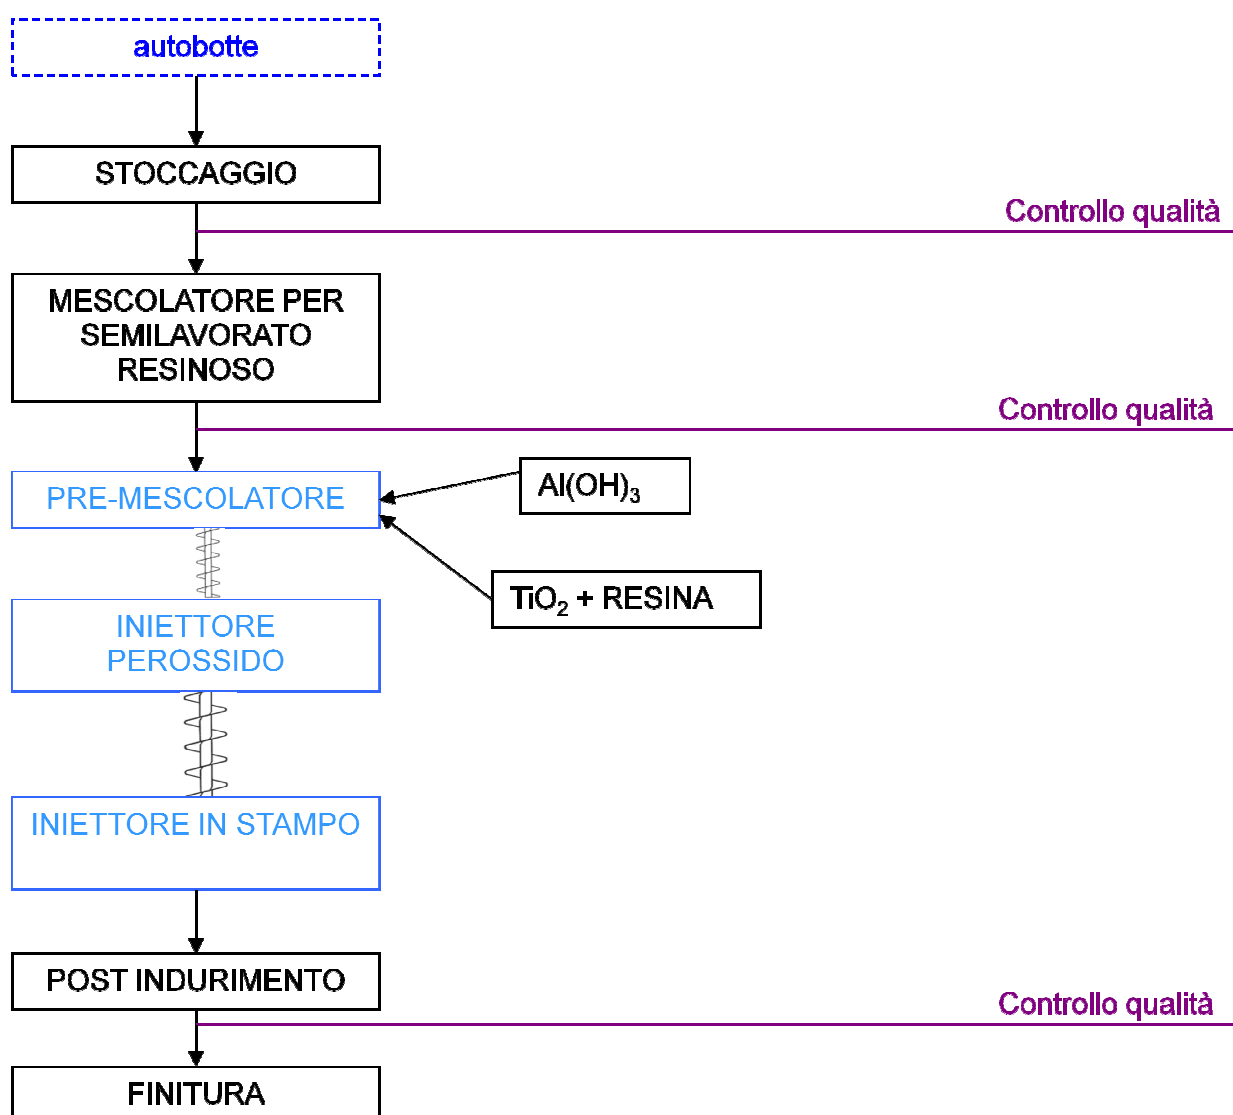 autobotte
STOCCAGGIO
Controllo qualità
MESCOLATORE PER
SEMILAVORATO
RESINOSO
Controllo qualità
PRE-MESCOLATORE
Al(OH)₃
TiO₂ + RESINA
INIETTORE
PEROSSIDO
INIETTORE IN STAMPO
POST INDURIMENTO
Controllo qualità
FINITURA